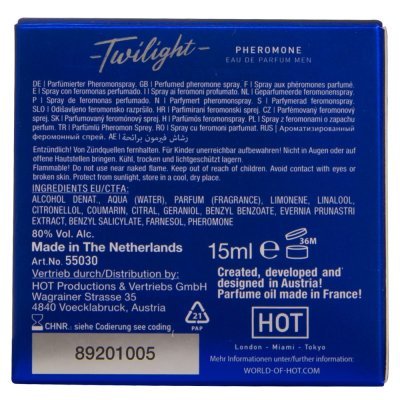 Twilight
PHEROMONE
EAU DE PARFUM MEN
DE | Parfümierter Pheromonspray. GB | Perfumed pheromone spray. F | Spray aux phéromones parfumé.
E | Spray con feromonas perfumado. I | Spray ai feromoni profumato. NL | Geparfumeerde feromonenspray.
P | Spray de feromonas perfumado. N | Parfymert pheromonspray. S | Parfymerad feromonspray.
SLO | Odišavljeno feromonsko razpršilo. HR | Parfimirani feromonski sprej. CZ | Parfémovaný feromonový
sprej. SK | Parfumovaný feromónový sprej. H | Parfümös feromon spray. PL | Spray z feromonami o zapachu
perfum. TR | Parfümlü Pheromon Sprey. RO | Spray cu feromoni parfumat. RUS | Ароматизированный
феромонный спрей. AE | رشاش فيرمون برائحة
Entzündlich! Von Zündquellen fernhalten. Für Kinder unerreichbar aufbewahren! Nicht in Augen oder auf
offene Hautstellen bringen. Kühl, trocken und lichtgeschützt lagern.
Flammable! Do not use near naked flame. Keep out of reach of children! Avoid contact with eyes or
broken skin. Protect from sunlight, store in a cool, dry place.
INGREDIENTS EU/CTFA:
ALCOHOL DENAT., AQUA (WATER), PARFUM (FRAGRANCE), LIMONENE, LINALOOL,
CITRONELLOL, COUMARIN, CITRAL, GERANIOL, BENZYL BENZOATE, EVERNIA PRUNASTRI
EXTRACT, BENZYL SALICYLATE, FARNESOL, PHEROMONE
80% Vol. Alc.
Made in The Netherlands
Art.No. 55030
15ml e
36M
Vertrieb durch/Distribution by:
HOT Productions & Vertriebs GmbH
Wagrainer Strasse 35
4840 Voecklabruck, Austria
21
PAP
Created, developed and
designed in Austria!
Parfume oil made in France!
CHNR.: siehe Codierung/see coding
89201005
HOT
London - Miami - Tokyo
Mehr Informationen unter/further information:
WORLD-OF-HOT.COM